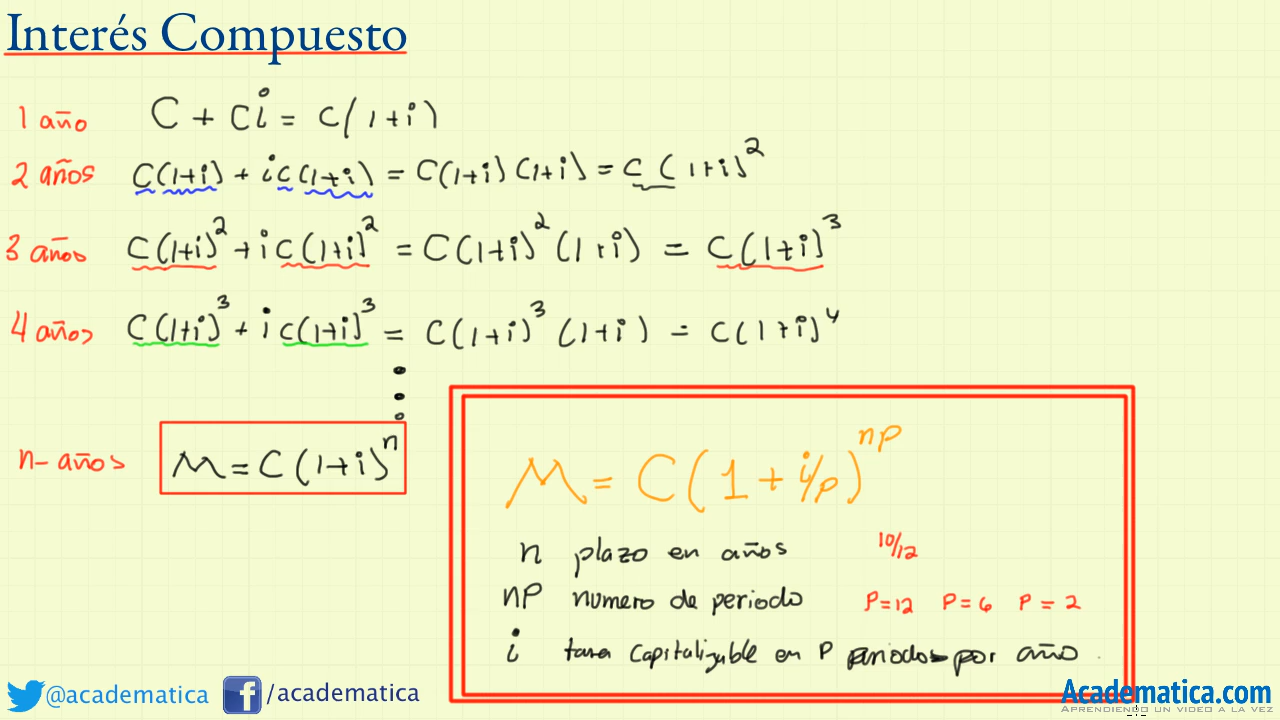 Interés Compuesto
1 año C + Ci = C(1+i)
2 años C(1+i) + iC(1+i) = C(1+i)(1+i) = C(1+i)²
3 años C(1+i)² + iC(1+i)² = C(1+i)²(1+i) = C(1+i)³
4 años C(1+i)³ + iC(1+i)³ = C(1+i)³(1+i) = C(1+i)⁴
n-años M = C(1+i)ⁿ
M = C(1 + i/p)ⁿᵖ
n plazo en años 10/12
np numero de periodo P=12 P=6 P=2
i tasa capitalizable en P periodos por año.
@academatica /academatica
Academatica.com
Aprendiendo un video a la vez